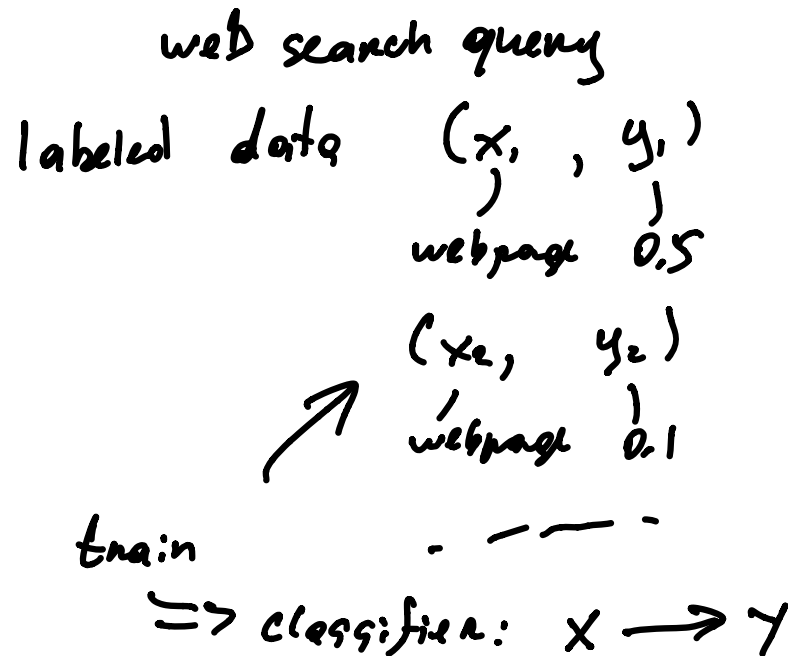 web search query
labeled data (x₁, y₁)
webpage 0.5
(x₂, y₂)
webpage 0.1
train
=> classifier: X → Y